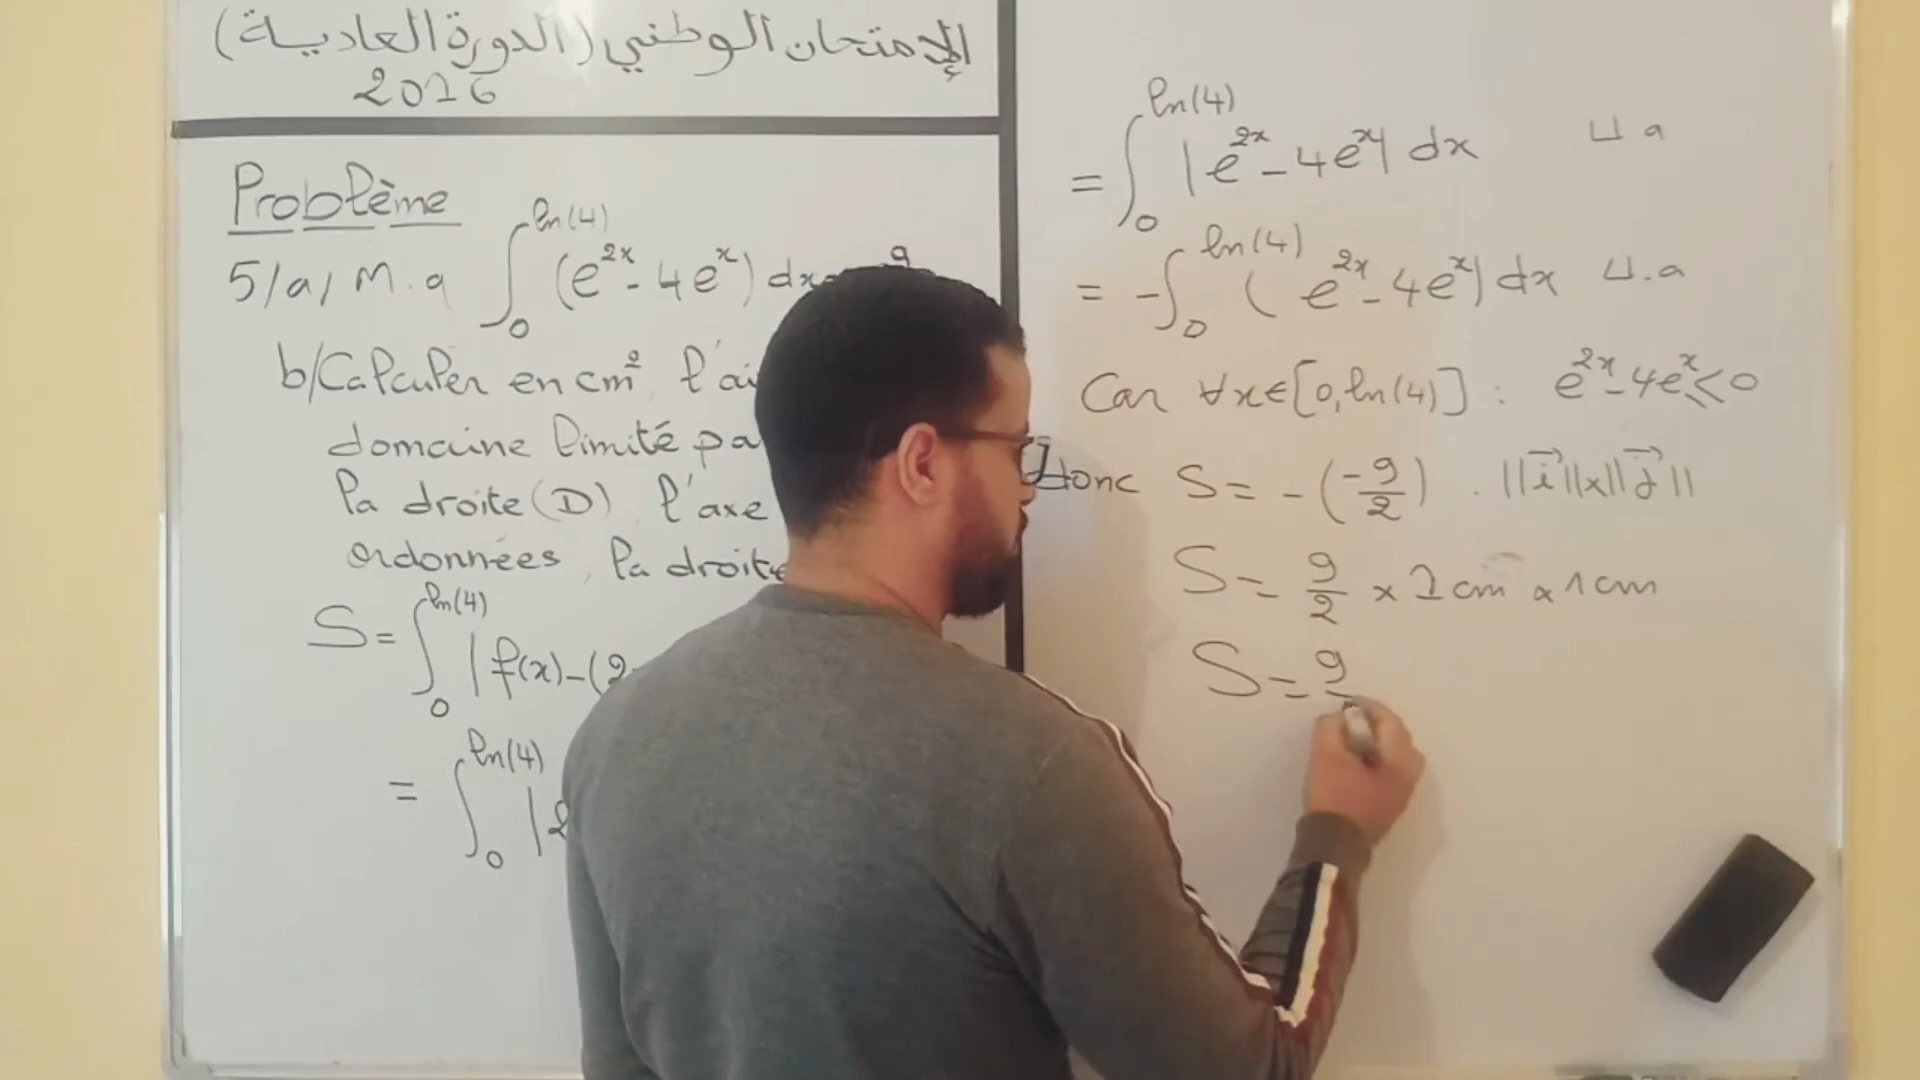 الإمتحان الوطني (الدورة العادية)
2016
Problème
5/a/ M.q ∫₀^ln(4) (e^2x - 4e^x) dx 9
b/ Calculer en cm², l'ai
domaine limité pa
la droite (D) l'axe
ordonnées, la droite
S = ∫₀^ln(4) |f(x)-(2
= ∫₀^ln(4) |2
= ∫₀^ln(4) |e^2x - 4e^x| dx u a
= -∫₀^ln(4) (e^2x - 4e^x) dx u.a
Car ∀x∈[0,ln(4)] : e^2x - 4e^x ≤ 0
donc S = -(-9/2) . ||i⃗||x||j⃗||
S = 9/2 x 1cm x 1cm
S = 9